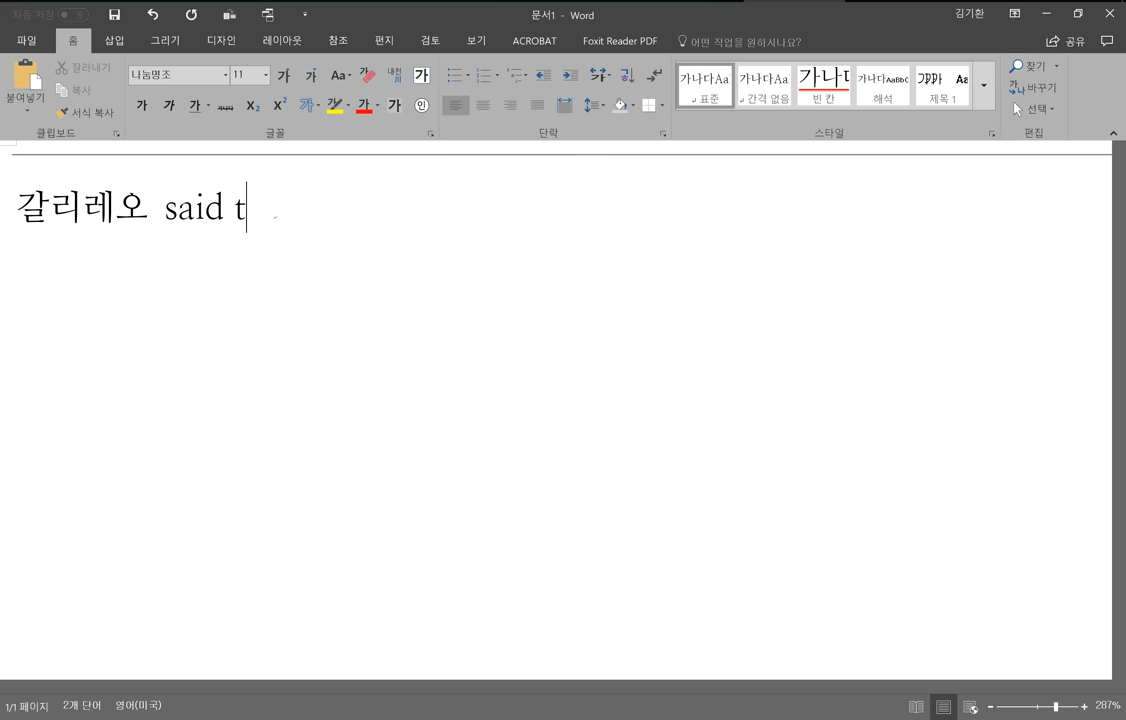 자동 저장
문서1 - Word
김기환
파일 홈 삽입 그리기 디자인 레이아웃 참조 편지 검토 보기 ACROBAT Foxit Reader PDF 어떤 작업을 원하시나요? 공유
붙여넣기
잘라내기
복사
서식 복사
클립보드
나눔명조 11 가 가 Aa 가 내천 川 가
가 가 가 가 X₂ X² 가 가 가 가
글꼴
단락
가나다Aa 표준
가나다Aa 간격 없음
가나다 빈 칸
가나다AaBbC 해석
제목 1
스타일
찾기
바꾸기
선택
편집
갈리레오 said t
1/1 페이지 2개 단어 영어(미국) 287%